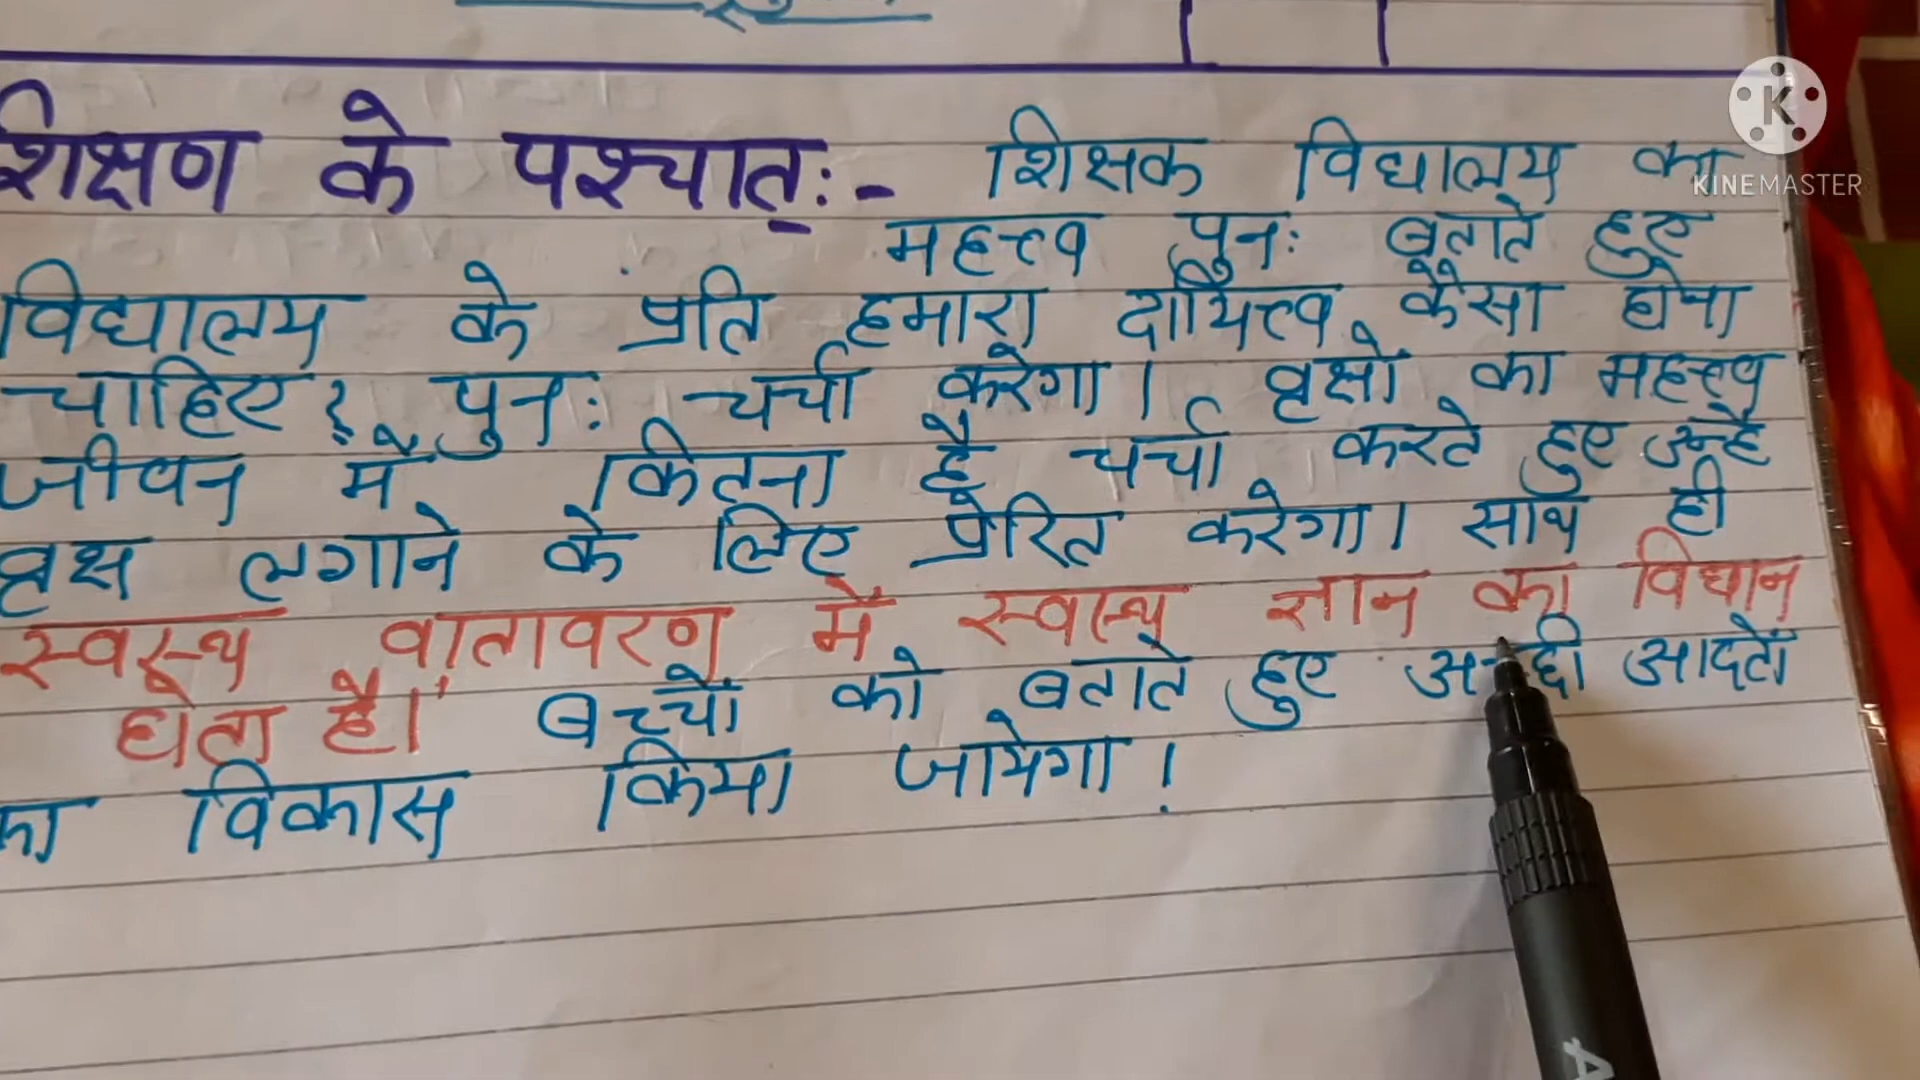 शिक्षण के पश्चात्:- शिक्षक विद्यालय का
महत्त्व पुनः बताते हुए
विद्यालय के प्रति हमारा दायित्त्व कैसा होना
चाहिए? पुनः चर्चा करेगा। वृक्षों का महत्त्व
जीवन में कितना है चर्चा करते हुए उन्हें
वृक्ष लगाने के लिए प्रेरित करेगा। साथ ही
स्वस्थ वातावरण में स्वस्थ ज्ञान का विधान
होता है।' बच्चों को बताते हुए आदतों
का विकास किया जायेगा।
K
KINEMASTER